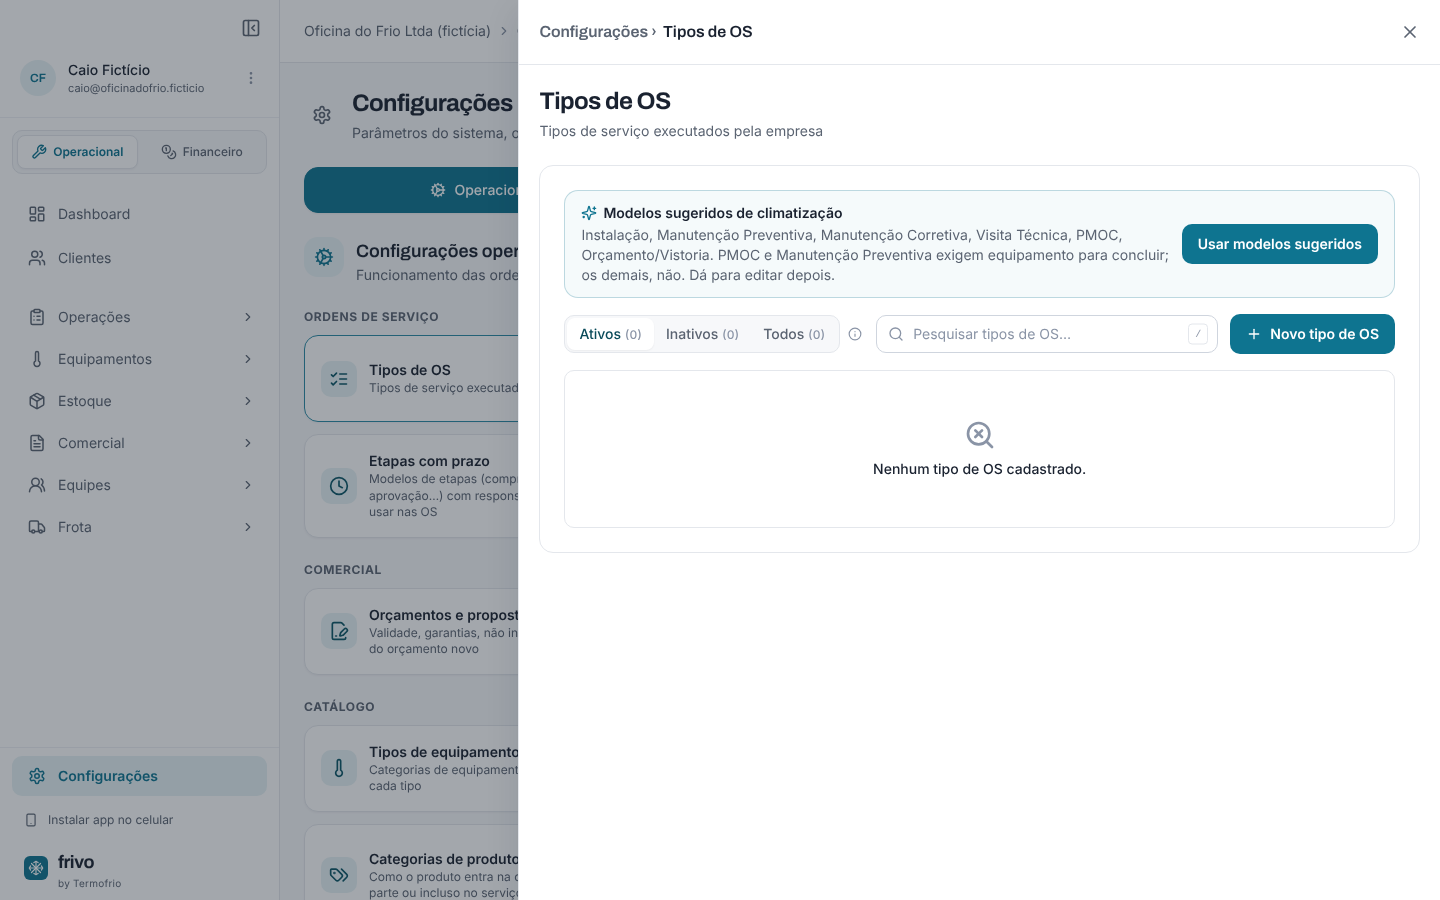 CF
Caio Fictício
caio@oficinadofrio.ficticio
Operacional
Financeiro
Dashboard
Clientes
Operações
Equipamentos
Estoque
Comercial
Equipes
Frota
Configurações
Instalar app no celular
frivo
by Termofrio
Oficina do Frio Ltda (fictícia)
Configurações
Parâmetros do sistema,
Operacion
Configurações oper
Funcionamento das orde
ORDENS DE SERVIÇO
Tipos de OS
Tipos de serviço executad
Etapas com prazo
Modelos de etapas (comp
aprovação...) com respons
usar nas OS
COMERCIAL
Orçamentos e propost
Validade, garantias, não in
do orçamento novo
CATÁLOGO
Tipos de equipamento
Categorias de equipament
cada tipo
Categorias de produto
Como o produto entra na
parte ou incluso no serviço
Configurações › Tipos de OS
Tipos de OS
Tipos de serviço executados pela empresa
Modelos sugeridos de climatização
Instalação, Manutenção Preventiva, Manutenção Corretiva, Visita Técnica, PMOC,
Orçamento/Vistoria. PMOC e Manutenção Preventiva exigem equipamento para concluir;
os demais, não. Dá para editar depois.
Usar modelos sugeridos
Ativos (0)
Inativos (0)
Todos (0)
Pesquisar tipos de OS...
/
Novo tipo de OS
Nenhum tipo de OS cadastrado.